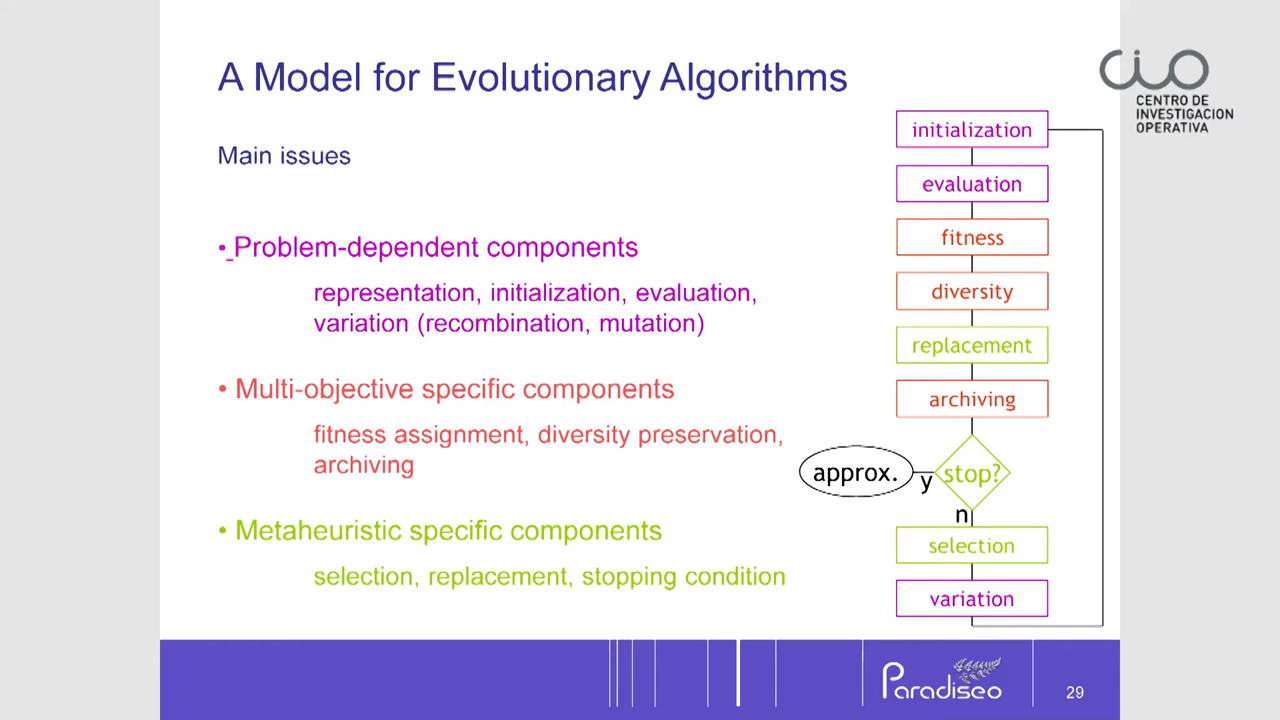 A Model for Evolutionary Algorithms
CiO
CENTRO DE
INVESTIGACION
OPERATIVA
Main issues
• Problem-dependent components
representation, initialization, evaluation,
variation (recombination, mutation)
• Multi-objective specific components
fitness assignment, diversity preservation,
archiving
• Metaheuristic specific components
selection, replacement, stopping condition
initialization
evaluation
fitness
diversity
replacement
archiving
approx.
y
stop?
n
selection
variation
Paradiseo
29